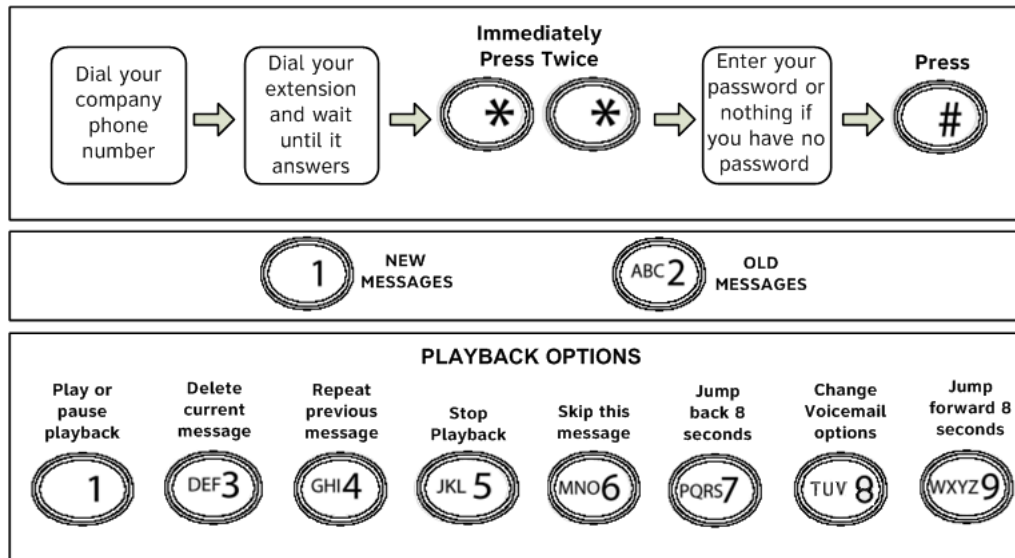 Dial your
company
phone
number
Dial your
extension
and wait
until it
answers
Immediately
Press Twice
*
*
Enter your
password or
nothing if
you have no
password
Press
#
1
NEW
MESSAGES
ABC 2
OLD
MESSAGES
PLAYBACK OPTIONS
Play or
pause
playback
1
Delete
current
message
DEF 3
Repeat
previous
message
GHI 4
Stop
Playback
JKL 5
Skip this
message
MNO 6
Jump
back 8
seconds
PQRS 7
Change
Voicemail
options
TUV 8
Jump
forward 8
seconds
WXYZ 9